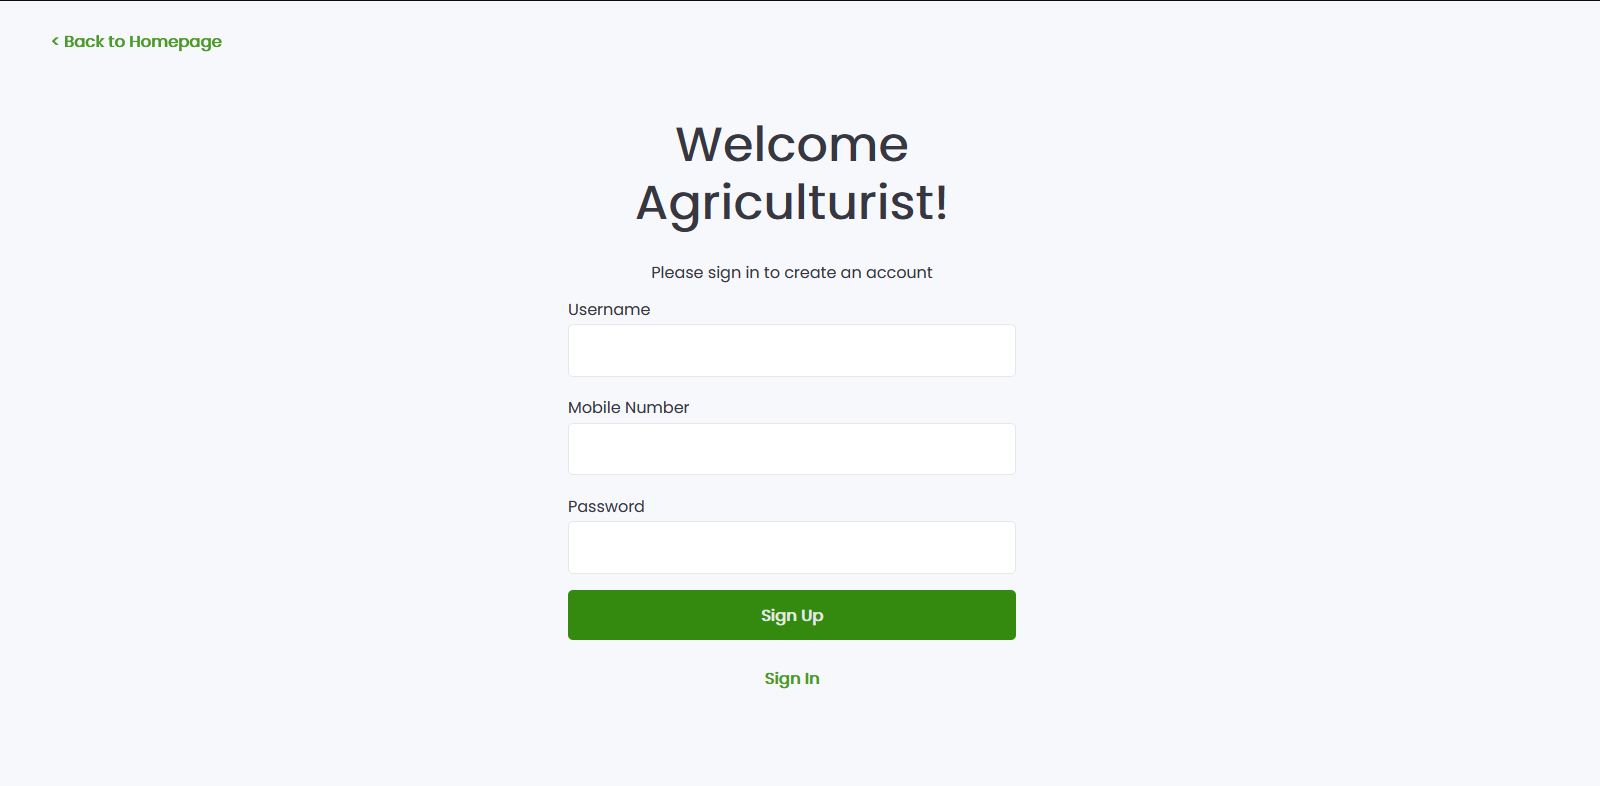 < Back to Homepage
Welcome
Agriculturist!
Please sign in to create an account
Username
Mobile Number
Password
Sign Up
Sign In